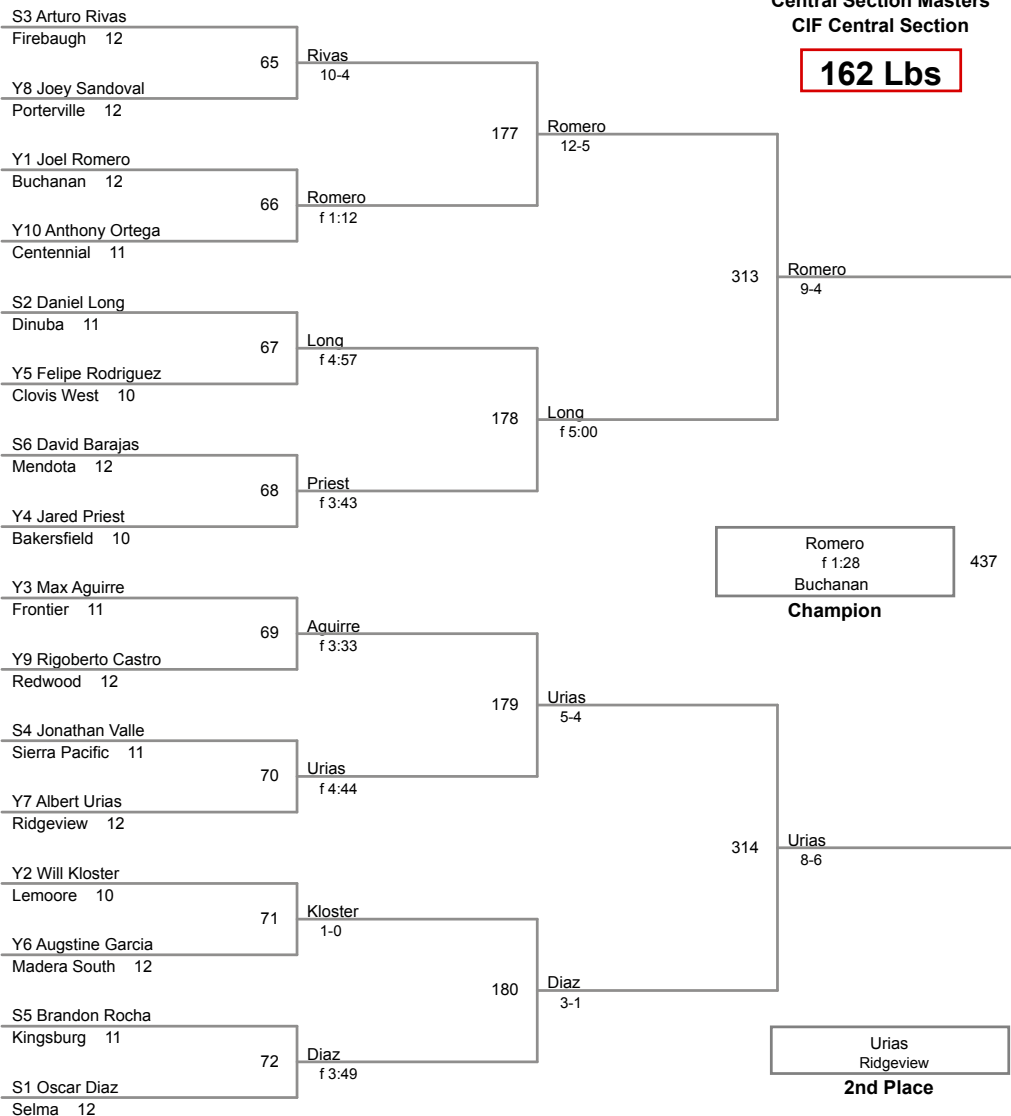 Central Section Masters
CIF Central Section
162 Lbs
S3 Arturo Rivas
Firebaugh 12
65
Rivas
10-4
Y8 Joey Sandoval
Porterville 12
177
Romero
12-5
Y1 Joel Romero
Buchanan 12
66
Romero
f 1:12
Y10 Anthony Ortega
Centennial 11
313
Romero
9-4
S2 Daniel Long
Dinuba 11
67
Long
f 4:57
Y5 Felipe Rodriguez
Clovis West 10
178
Long
f 5:00
S6 David Barajas
Mendota 12
68
Priest
f 3:43
Y4 Jared Priest
Bakersfield 10
Romero
f 1:28
Buchanan
437
Champion
Y3 Max Aguirre
Frontier 11
69
Aguirre
f 3:33
Y9 Rigoberto Castro
Redwood 12
179
Urias
5-4
S4 Jonathan Valle
Sierra Pacific 11
70
Urias
f 4:44
Y7 Albert Urias
Ridgeview 12
314
Urias
8-6
Y2 Will Kloster
Lemoore 10
71
Kloster
1-0
Y6 Augstine Garcia
Madera South 12
180
Diaz
3-1
S5 Brandon Rocha
Kingsburg 11
72
Diaz
f 3:49
S1 Oscar Diaz
Selma 12
Urias
Ridgeview
2nd Place